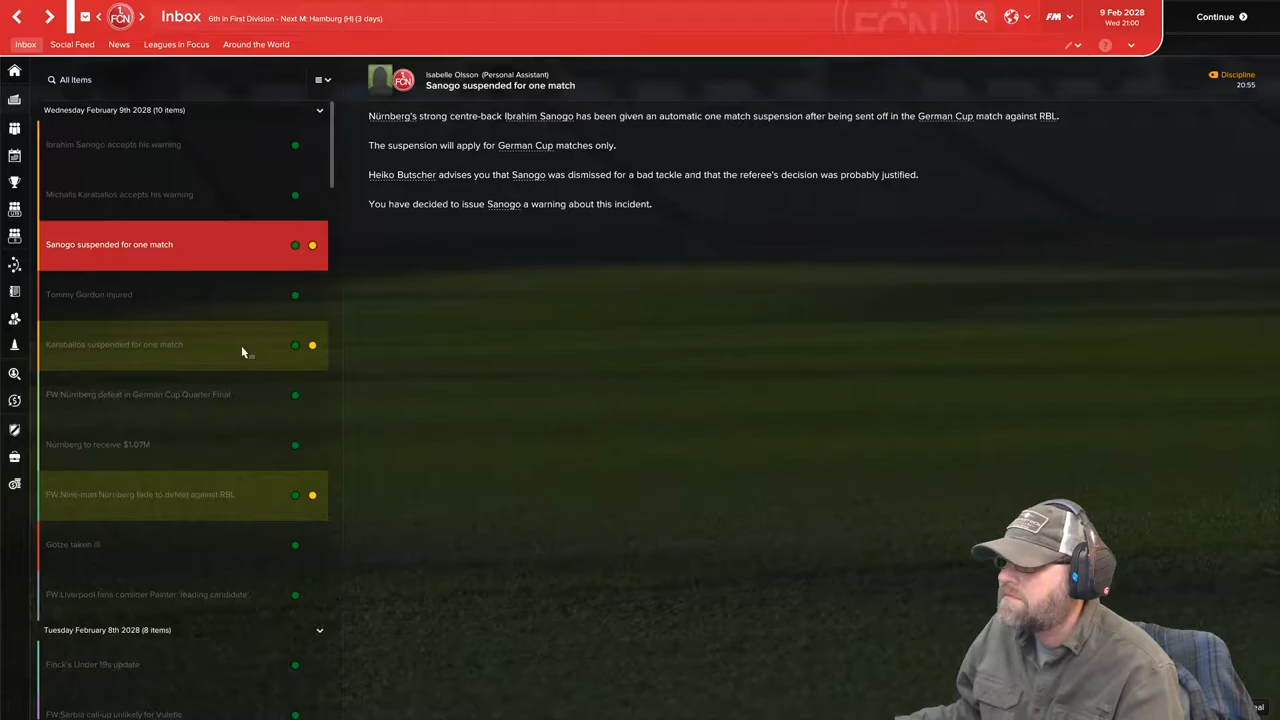 Inbox
6th in First Division - Next M: Hamburg (H) (3 days)
FM
9 Feb 2028
Wed 21:00
Continue
Inbox
Social Feed
News
Leagues in Focus
Around the World
All Items
Wednesday February 9th 2028 (10 items)
Ibrahim Sanogo accepts his warning
Michalis Karabalios accepts his warning
Sanogo suspended for one match
Tommy Gordon injured
Karabalios suspended for one match
FW:Nürnberg defeat in German Cup Quarter Final
Nürnberg to receive $1.07M
FW:Nine-man Nürnberg fade to defeat against RBL
Götze taken ill
FW:Liverpool fans consider Painter 'leading candidate'
Tuesday February 8th 2028 (8 items)
Finck's Under 19s update
FW:Serbia call-up unlikely for Vuletic
Isabelle Olsson (Personal Assistant)
Sanogo suspended for one match
Discipline
20:55
Nürnberg's strong centre-back Ibrahim Sanogo has been given an automatic one match suspension after being sent off in the German Cup match against RBL.
The suspension will apply for German Cup matches only.
Heiko Butscher advises you that Sanogo was dismissed for a bad tackle and that the referee's decision was probably justified.
You have decided to issue Sanogo a warning about this incident.